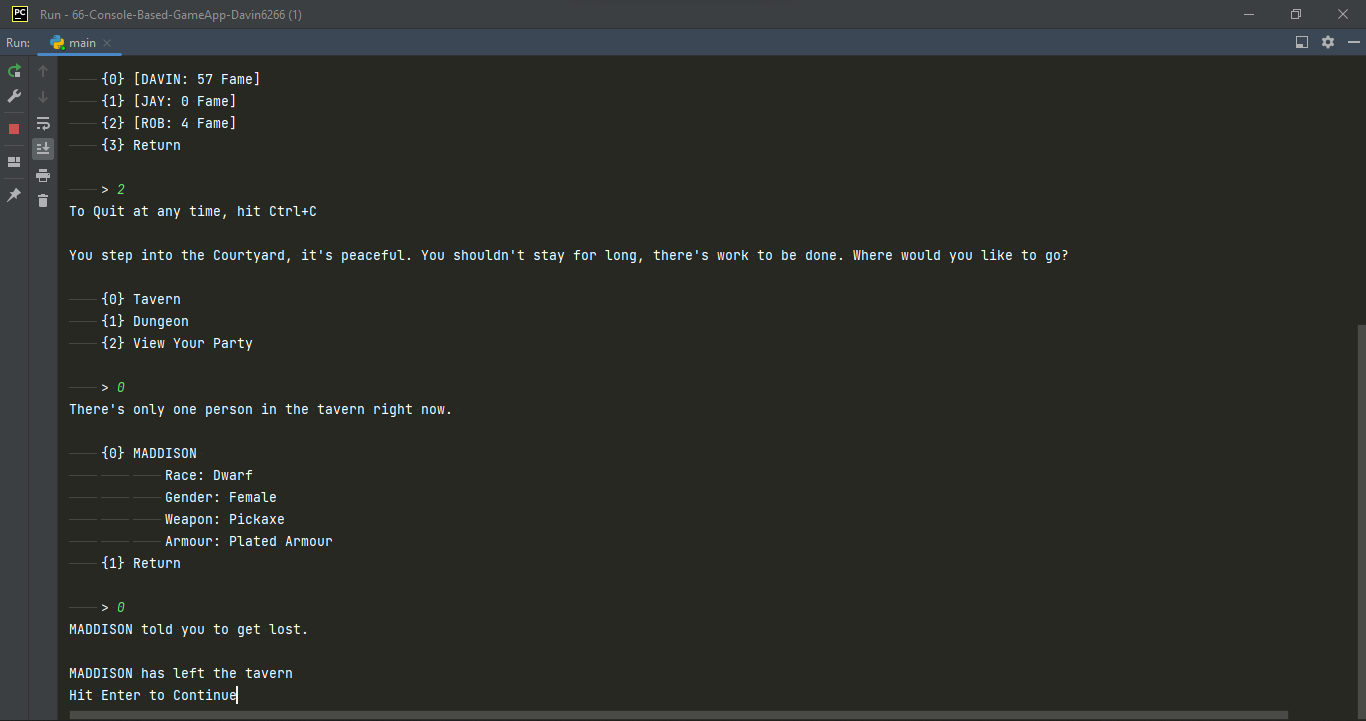 PC
Run - 66-Console-Based-GameApp-Davin6266 (1)
Run: main
{0} [DAVIN: 57 Fame]
{1} [JAY: 0 Fame]
{2} [ROB: 4 Fame]
{3} Return
> 2
To Quit at any time, hit Ctrl+C
You step into the Courtyard, it's peaceful. You shouldn't stay for long, there's work to be done. Where would you like to go?
{0} Tavern
{1} Dungeon
{2} View Your Party
> 0
There's only one person in the tavern right now.
{0} MADDISON
Race: Dwarf
Gender: Female
Weapon: Pickaxe
Armour: Plated Armour
{1} Return
> 0
MADDISON told you to get lost.
MADDISON has left the tavern
Hit Enter to Continue